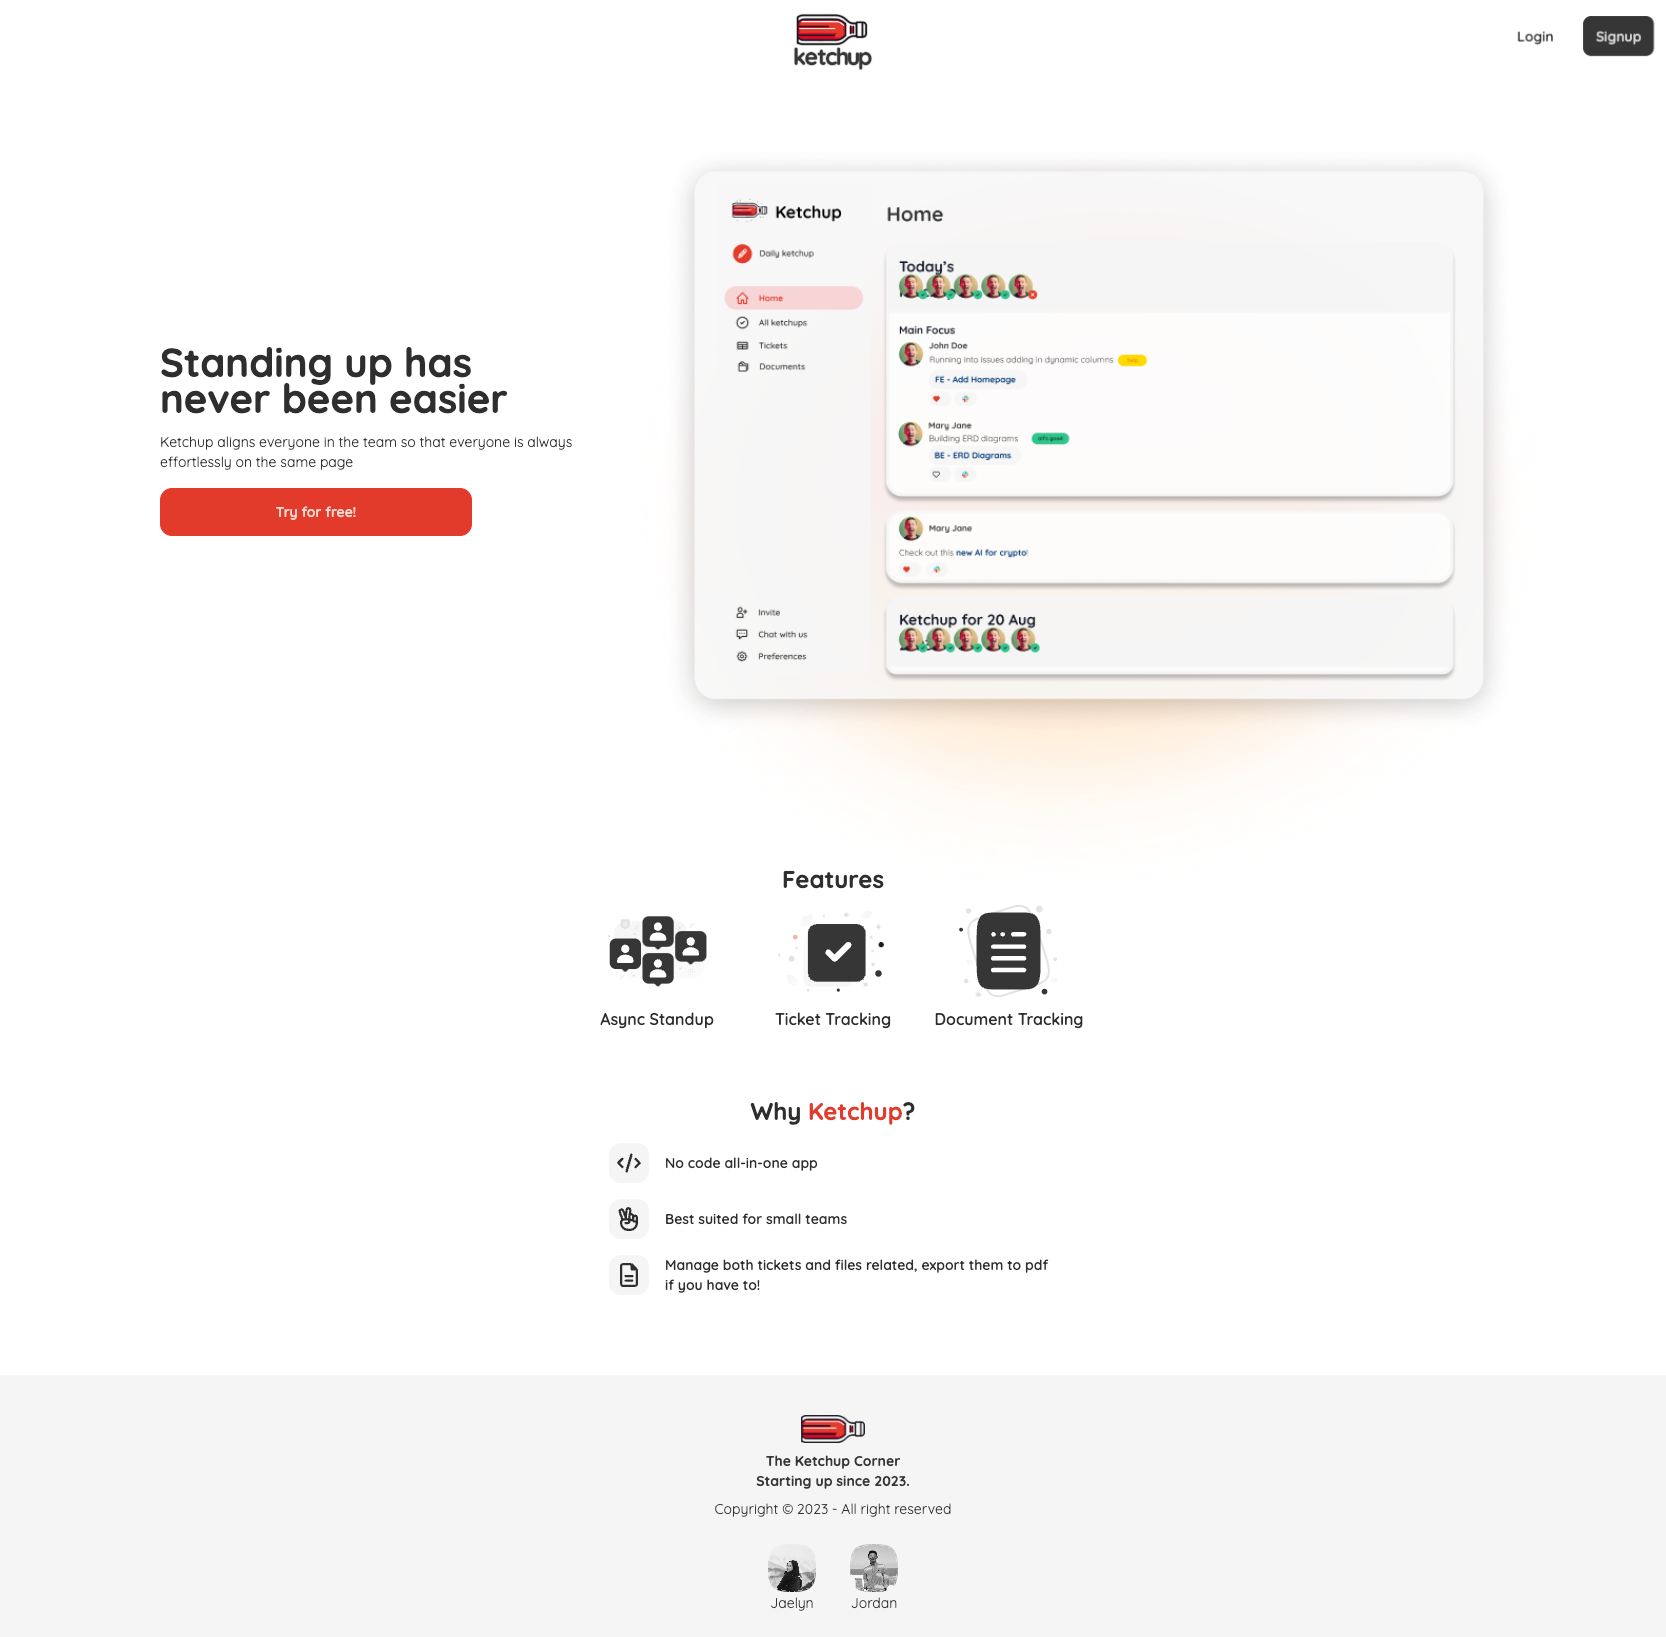 ketchup
Login
Signup
Standing up has
never been easier
Ketchup aligns everyone in the team so that everyone is always
effortlessly on the same page
Try for free!
Ketchup
Daily ketchup
Home
All ketchups
Tickets
Documents
Invite
Chat with us
Preferences
Home
Today's
Main Focus
John Doe
Running into issues adding in dynamic columns
help
FE - Add Homepage
Mary Jane
Building ERD diagrams
all's good
BE - ERD Diagrams
Mary Jane
Check out this new AI for crypto!
Ketchup for 20 Aug
Features
Async Standup
Ticket Tracking
Document Tracking
Why Ketchup?
No code all-in-one app
Best suited for small teams
Manage both tickets and files related, export them to pdf
if you have to!
The Ketchup Corner
Starting up since 2023.
Copyright © 2023 - All right reserved
Jaelyn
Jordan